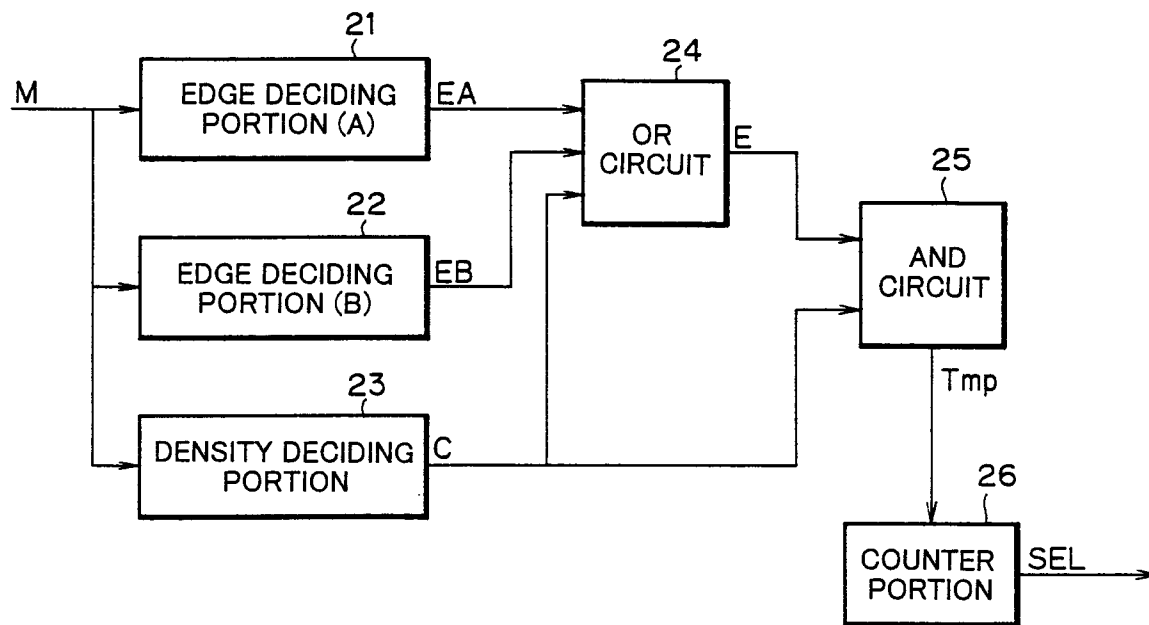 21
M
EDGE DECIDING
PORTION (A)
EA
24
OR
CIRCUIT
E
22
EDGE DECIDING
PORTION (B)
EB
25
AND
CIRCUIT
Tmp
23
DENSITY DECIDING
PORTION
C
26
COUNTER
PORTION
SEL